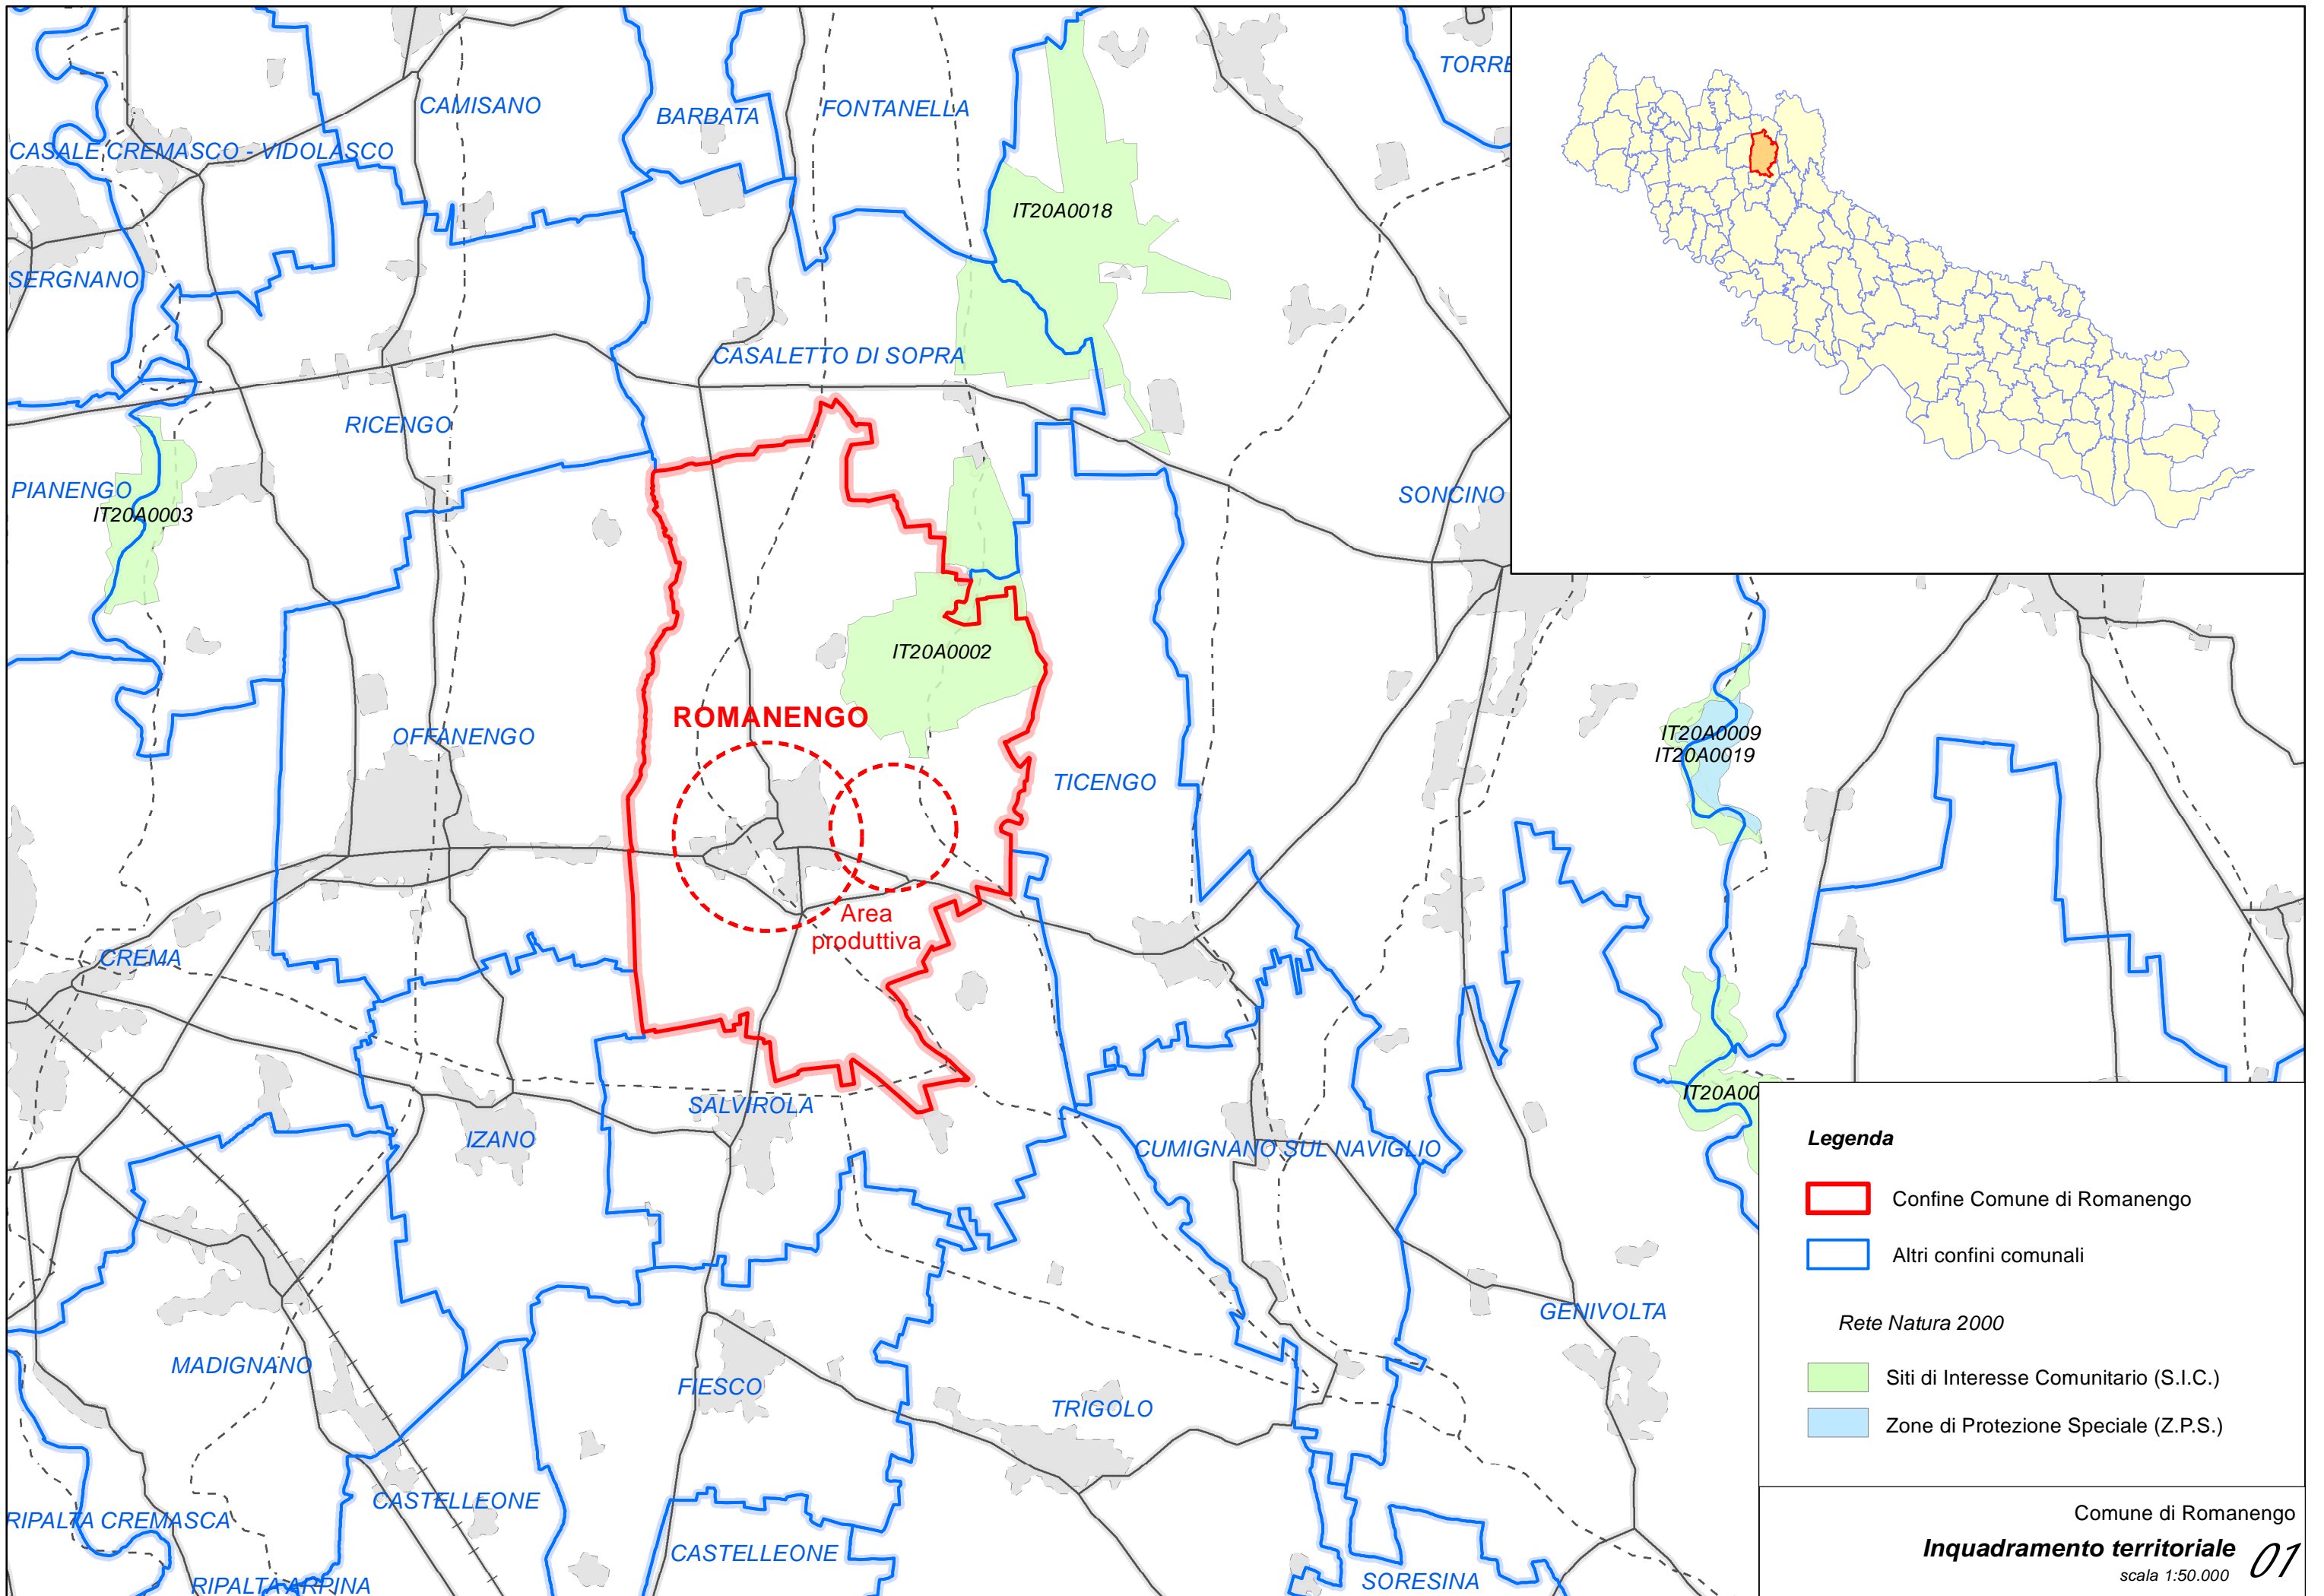 TORRE
CAMISANO
BARBATA
FONTANELLA
CASALE CREMASCO - VIDOLASCO
IT20A0018
SERGNANO
CASALETTO DI SOPRA
RICENGO
PIANENGO
IT20A0003
SONCINO
IT20A0002
ROMANENGO
OFFANENGO
IT20A0009
IT20A0019
TICENGO
Area
produttiva
CREMA
IT20A00
SALVIROLA
IZANO
CUMIGNANO SUL NAVIGLIO
GENIVOLTA
MADIGNANO
FIESCO
TRIGOLO
CASTELLEONE
RIPALTA CREMASCA
CASTELLEONE
RIPALTA ARPINA
SORESINA
Legenda
Confine Comune di Romanengo
Altri confini comunali
Rete Natura 2000
Siti di Interesse Comunitario (S.I.C.)
Zone di Protezione Speciale (Z.P.S.)
Comune di Romanengo
Inquadramento territoriale
scala 1:50.000
01